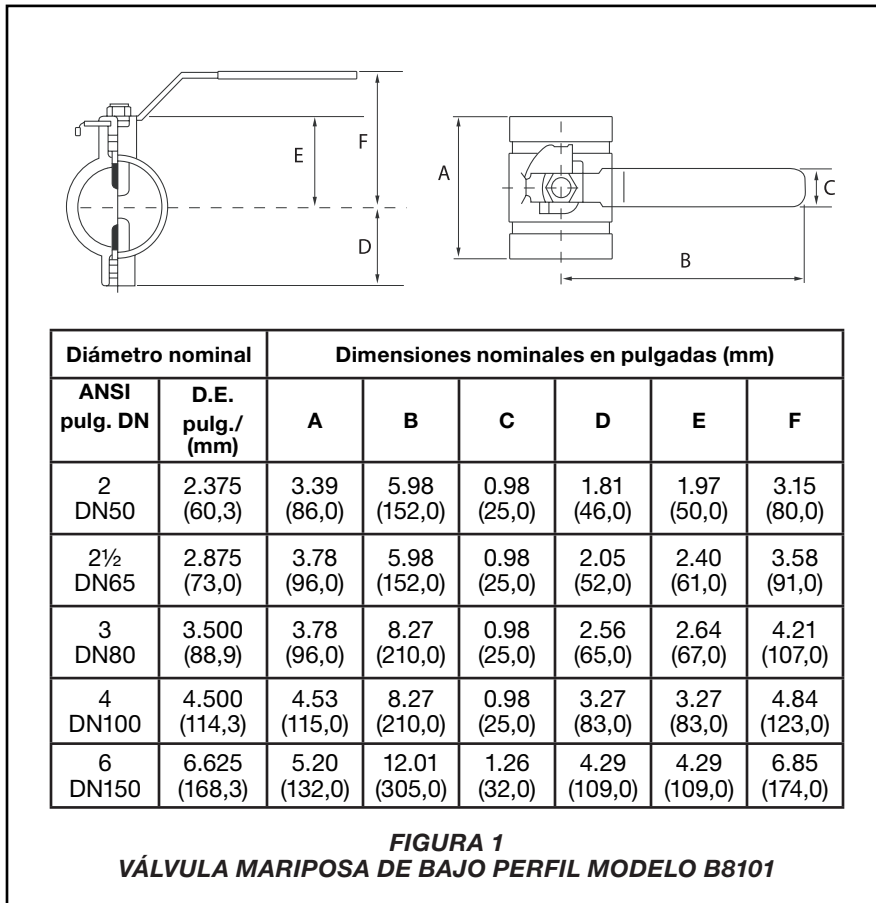 F
E
D
A
C
B
Diámetro nominal
Dimensiones nominales en pulgadas (mm)
ANSI
pulg. DN
D.E.
pulg./
(mm)
A B C D E F
2 2.375 3.39 5.98 0.98 1.81 1.97 3.15
DN50 (60,3) (86,0) (152,0) (25,0) (46,0) (50,0) (80,0)
2½ 2.875 3.78 5.98 0.98 2.05 2.40 3.58
DN65 (73,0) (96,0) (152,0) (25,0) (52,0) (61,0) (91,0)
3 3.500 3.78 8.27 0.98 2.56 2.64 4.21
DN80 (88,9) (96,0) (210,0) (25,0) (65,0) (67,0) (107,0)
4 4.500 4.53 8.27 0.98 3.27 3.27 4.84
DN100 (114,3) (115,0) (210,0) (25,0) (83,0) (83,0) (123,0)
6 6.625 5.20 12.01 1.26 4.29 4.29 6.85
DN150 (168,3) (132,0) (305,0) (32,0) (109,0) (109,0) (174,0)
FIGURA 1
VÁLVULA MARIPOSA DE BAJO PERFIL MODELO B8101